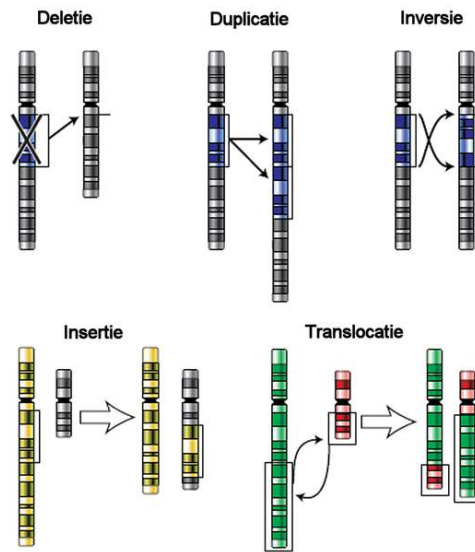 Deletie
Duplicatie
Inversie
Insertie
Translocatie